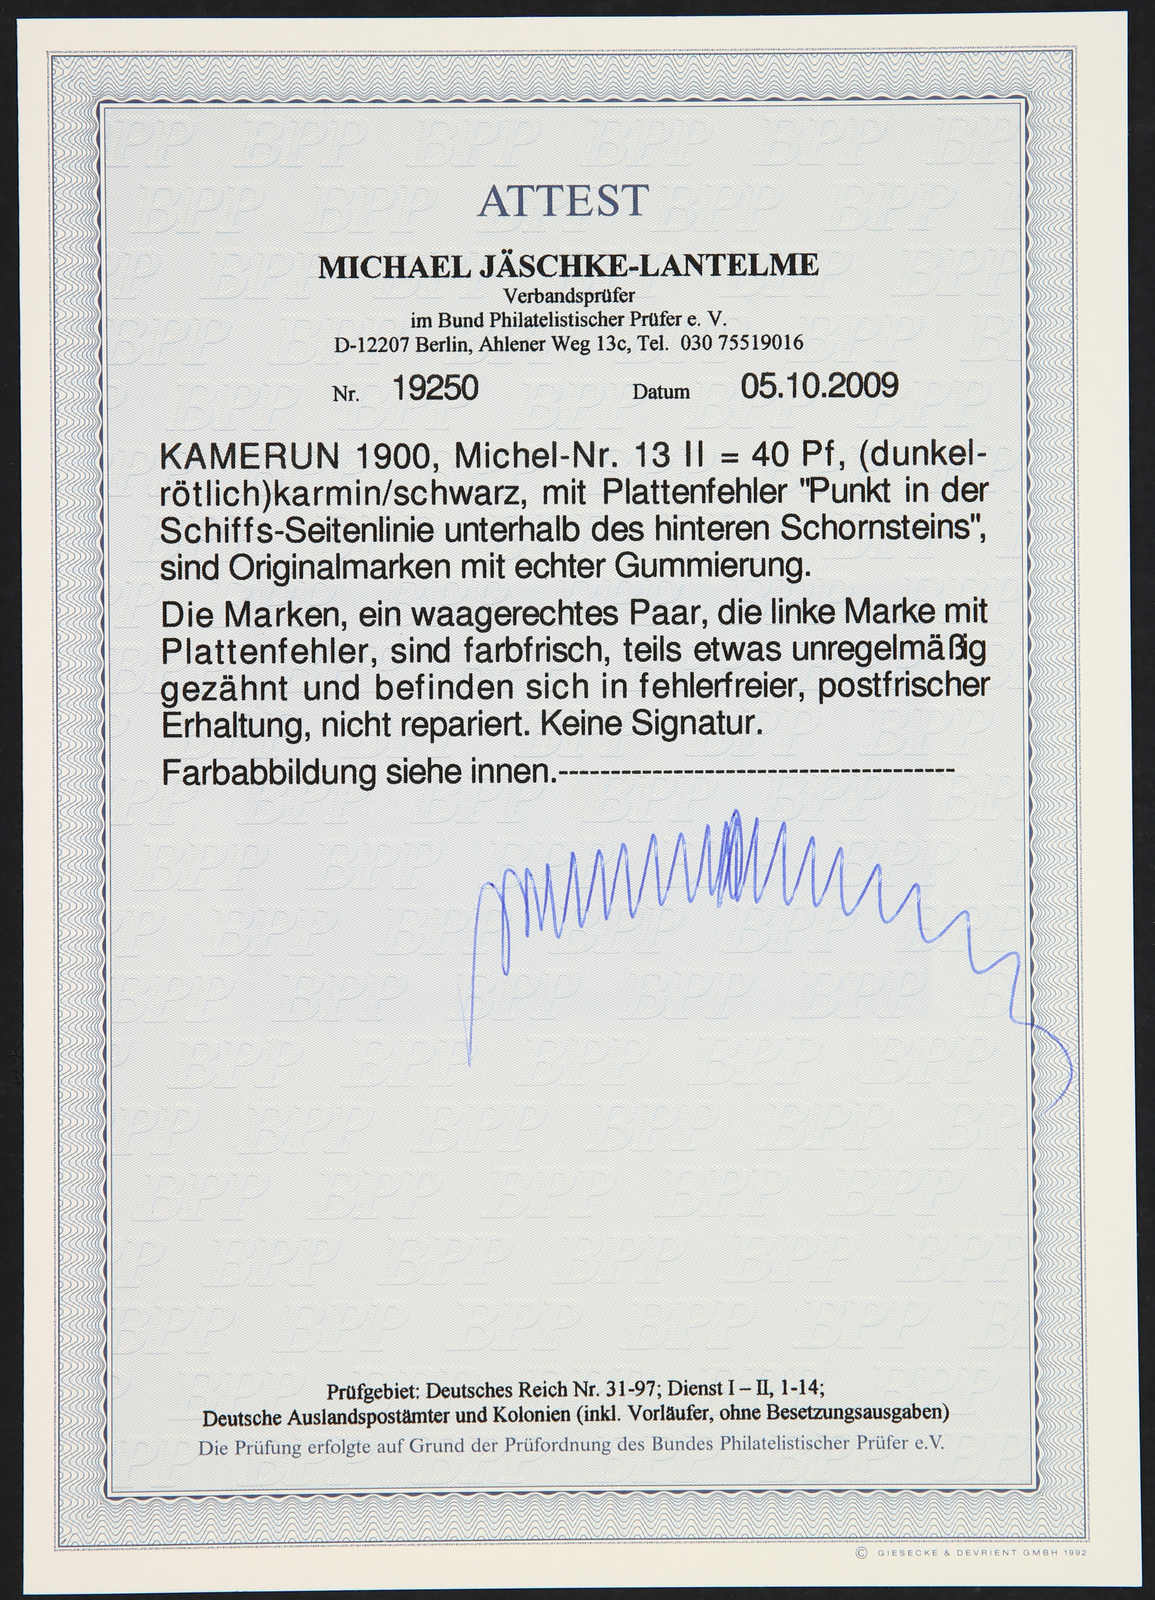 ATTEST
MICHAEL JÄSCHKE-LANTELME
Verbandsprüfer
im Bund Philatelistischer Prüfer e. V.
D-12207 Berlin, Ahlener Weg 13c, Tel. 030 75519016
Nr. 19250 Datum 05.10.2009
KAMERUN 1900, Michel-Nr. 13 II = 40 Pf, (dunkel-
rötlich)karmin/schwarz, mit Plattenfehler "Punkt in der
Schiffs-Seitenlinie unterhalb des hinteren Schornsteins",
sind Originalmarken mit echter Gummierung.
Die Marken, ein waagerechtes Paar, die linke Marke mit
Plattenfehler, sind farbfrisch, teils etwas unregelmäßig
gezähnt und befinden sich in fehlerfreier, postfrischer
Erhaltung, nicht repariert. Keine Signatur.
Farbabbildung siehe innen.--------------------------------------
Prüfgebiet: Deutsches Reich Nr. 31-97; Dienst I – II, 1-14;
Deutsche Auslandspostämter und Kolonien (inkl. Vorläufer, ohne Besetzungsausgaben)
Die Prüfung erfolgte auf Grund der Prüfordnung des Bundes Philatelistischer Prüfer e.V.
© GIESECKE & DEVRIENT GMBH 1992